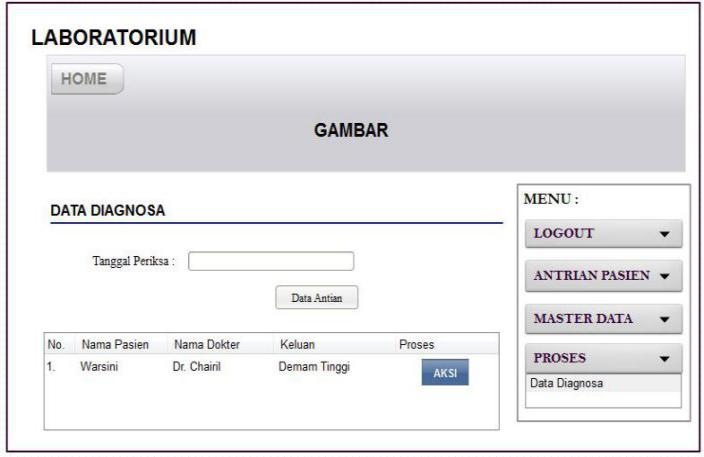 LABORATORIUM
HOME
GAMBAR
DATA DIAGNOSA
Tanggal Periksa :
Data Antian
No. Nama Pasien Nama Dokter Keluan Proses
1. Warsini Dr. Chairil Demam Tinggi AKSI
MENU :
LOGOUT
ANTRIAN PASIEN
MASTER DATA
PROSES
Data Diagnosa